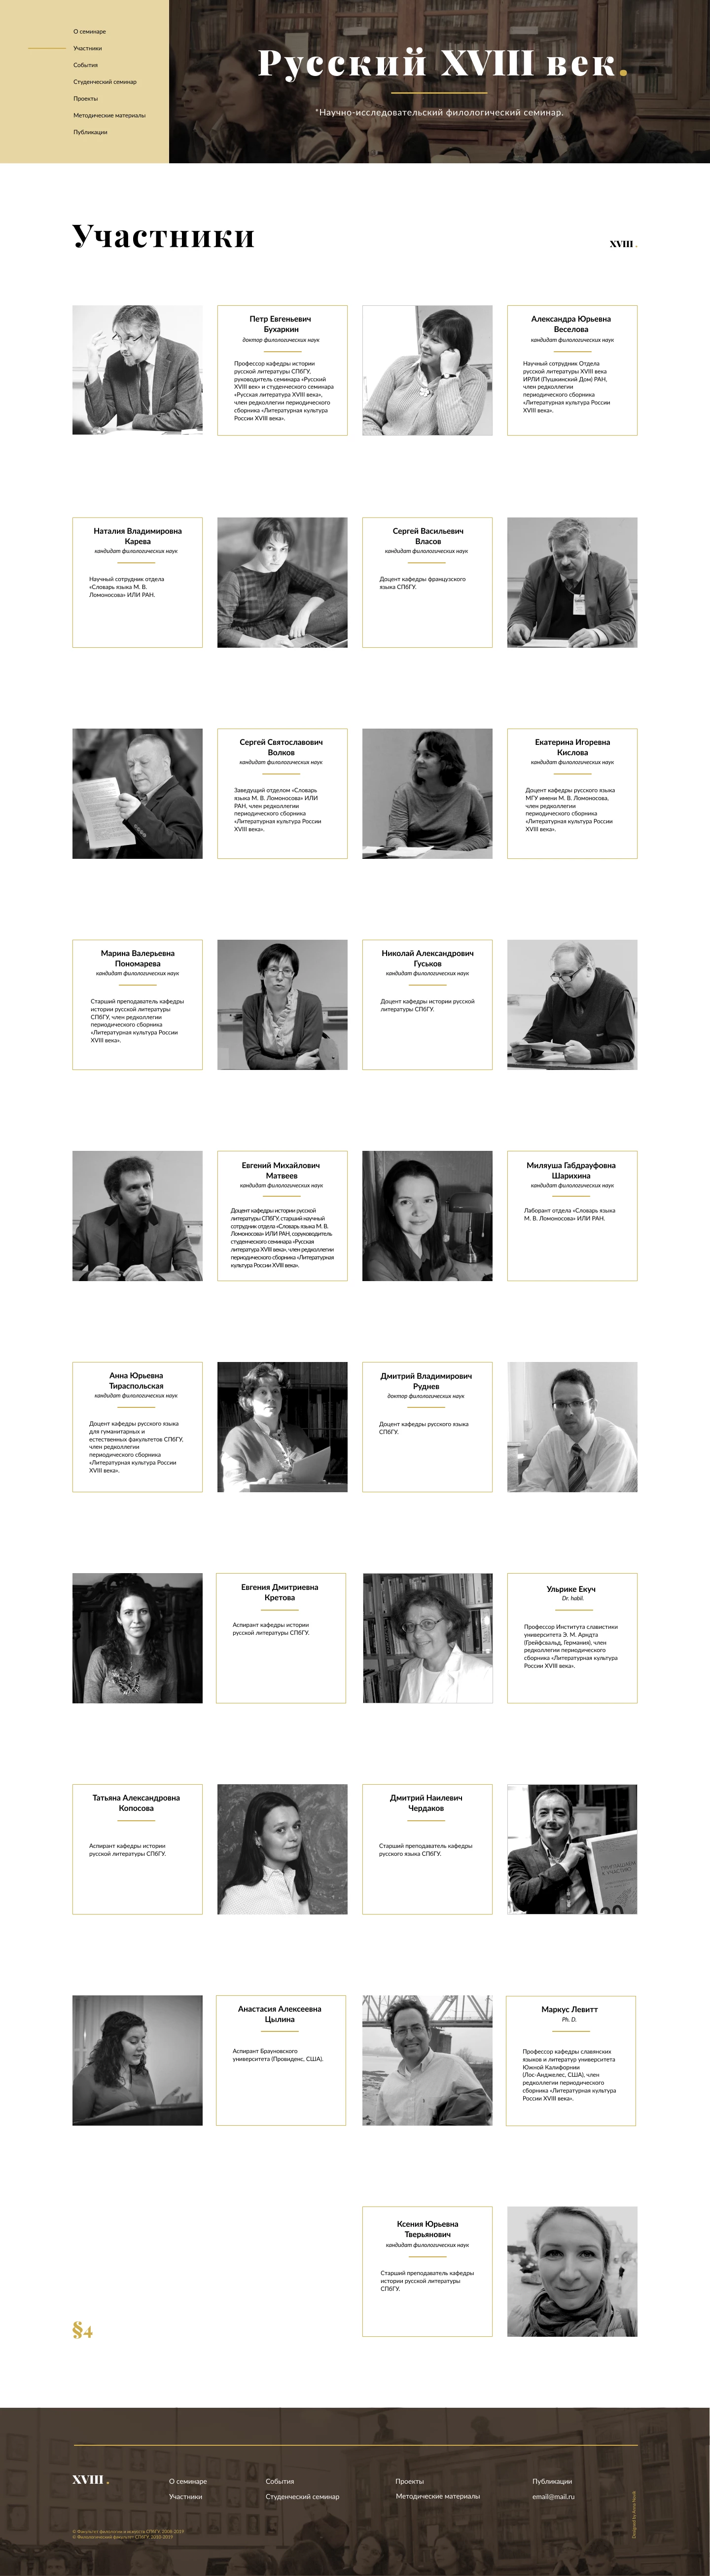 О семинаре
Участники
События
Студенческий семинар
Проекты
Методические материалы
Публикации
Русский XVIII век.
"Научно-исследовательский филологический семинар.
Участники
XVIII.
Петр Евгеньевич
Бухаркин
доктор филологических наук
Профессор кафедры истории
русской литературы СПбГУ,
руководитель семинара «Русский
XVIII век» и студенческого семинара
«Русская литература XVIII века»,
член редколлегии периодического
сборника «Литературная культура
России XVIII века».
Александра Юрьевна
Веселова
кандидат филологических наук
Научный сотрудник Отдела
русской литературы XVIII века
ИРЛИ (Пушкинский Дом) РАН,
член редколлегии
периодического сборника
«Литературная культура России
XVIII века».
Наталия Владимировна
Карева
кандидат филологических наук
Научный сотрудник отдела
«Словарь языка М. В.
Ломоносова» ИЛИ РАН.
Сергей Васильевич
Власов
кандидат филологических наук
Доцент кафедры французского
языка СПбГУ.
Сергей Святославович
Волков
кандидат филологических наук
Заведущий отделом «Словарь
языка М. В. Ломоносова» ИЛИ
РАН, член редколлегии
периодического сборника
«Литературная культура России
XVIII века».
Екатерина Игоревна
Кислова
кандидат филологических наук
Доцент кафедры русского языка
МГУ имени М. В. Ломоносова,
член редколлегии
периодического сборника
«Литературная культура России
XVIII века».
Марина Валерьевна
Пономарева
кандидат филологических наук
Старший преподаватель кафедры
истории русской литературы
СПбГУ, член редколлегии
периодического сборника
«Литературная культура России
XVIII века».
Николай Александрович
Гуськов
кандидат филологических наук
Доцент кафедры истории русской
литературы СПбГУ.
Евгений Михайлович
Матвеев
кандидат филологических наук
Доцент кафедры истории русской
литературы СПбГУ, старший научный
сотрудник отдела «Словарь языка М. В.
Ломоносова» ИЛИ РАН, соруководитель
студенческого семинара «Русская
литература XVIII века», член редколлегии
периодического сборника «Литературная
культура России XVIII века».
Миляуша Габдрауфовна
Шарихина
кандидат филологических наук
Лаборант отдела «Словарь языка
М. В. Ломоносова» ИЛИ РАН.
Анна Юрьевна
Тираспольская
кандидат филологических наук
Доцент кафедры русского языка
для гуманитарных и
естественных факультетов СПбГУ,
член редколлегии
периодического сборника
«Литературная культура России
XVIII века».
Дмитрий Владимирович
Руднев
доктор филологических наук
Доцент кафедры русского языка
СПбГУ.
Евгения Дмитриевна
Кретова
Аспирант кафедры истории
русской литературы СПбГУ.
Ульрике Екуч
Dr. habil.
Профессор Института славистики
университета Э. М. Арндта
(Грейфсвальд, Германия), член
редколлегии периодического
сборника «Литературная культура
России XVIII века».
Татьяна Александровна
Копосова
Аспирант кафедры истории
русской литературы СПбГУ.
Дмитрий Наилевич
Чердаков
Старший преподаватель кафедры
русского языка СПбГУ.
Анастасия Алексеевна
Цылина
Аспирант Брауновского
университета (Провиденс, США).
Маркус Левитт
Ph. D.
Профессор кафедры славянских
языков и литератур университета
Южной Калифорнии
(Лос-Анджелес, США), член
редколлегии периодического
сборника «Литературная культура
России XVIII века».
Ксения Юрьевна
Тверьянович
кандидат филологических наук
Старший преподаватель кафедры
истории русской литературы
СПбГУ.
§4
XVIII.
О семинаре
Участники
События
Студенческий семинар
Проекты
Методические материалы
Публикации
email@mail.ru
© Факультет филологии и искусств СПбГУ, 2008-2019
© Филологический факультет СПбГУ, 2010-2019